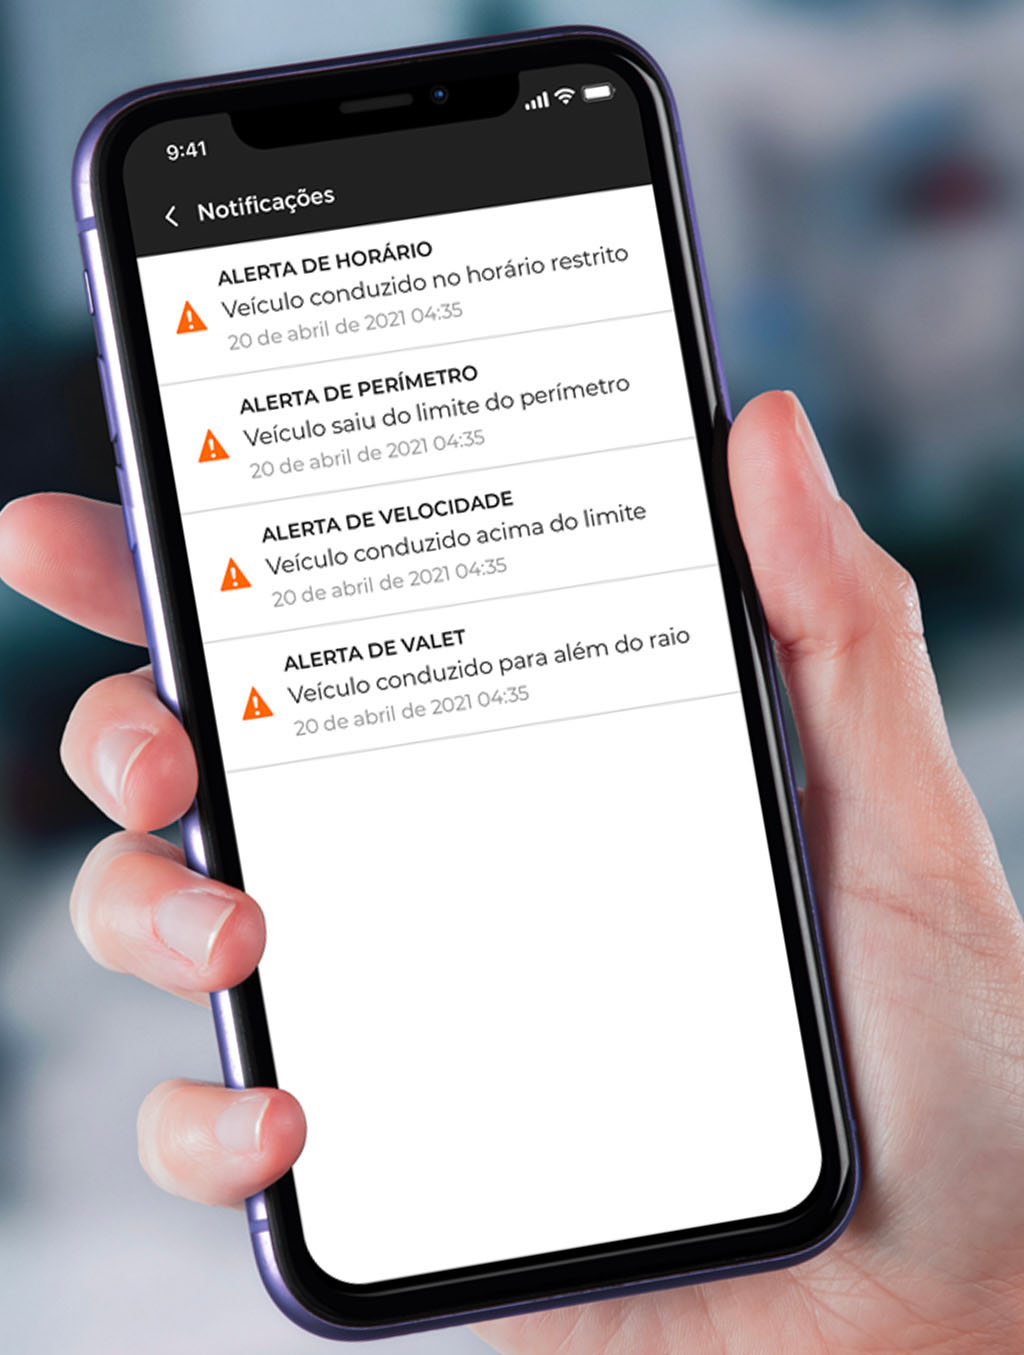 9:41
Notificações
ALERTA DE HORÁRIO
Veículo conduzido no horário restrito
20 de abril de 2021 04:35
ALERTA DE PERÍMETRO
Veículo saiu do limite do perímetro
20 de abril de 2021 04:35
ALERTA DE VELOCIDADE
Veículo conduzido acima do limite
20 de abril de 2021 04:35
ALERTA DE VALET
Veículo conduzido para além do raio
20 de abril de 2021 04:35